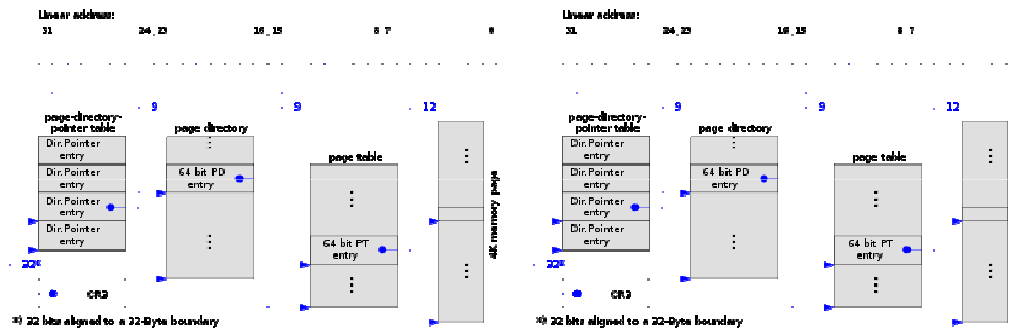 Linear address:
31 24 23 16 15 8 7 0
9 9 12
page-directory-
pointer table
page directory
page table
Dir.Pointer
entry
Dir.Pointer
entry
Dir.Pointer
entry
Dir.Pointer
entry
64 bit PD
entry
64 bit PT
entry
4K memory page
32*
CR3
*) 32 bits aligned to a 32-Byte boundary
Linear address:
31 24 23 16 15 8 7
9 9 12
page-directory-
pointer table
page directory
page table
Dir.Pointer
entry
Dir.Pointer
entry
Dir.Pointer
entry
Dir.Pointer
entry
64 bit PD
entry
64 bit PT
entry
32*
CR3
*) 32 bits aligned to a 32-Byte boundary